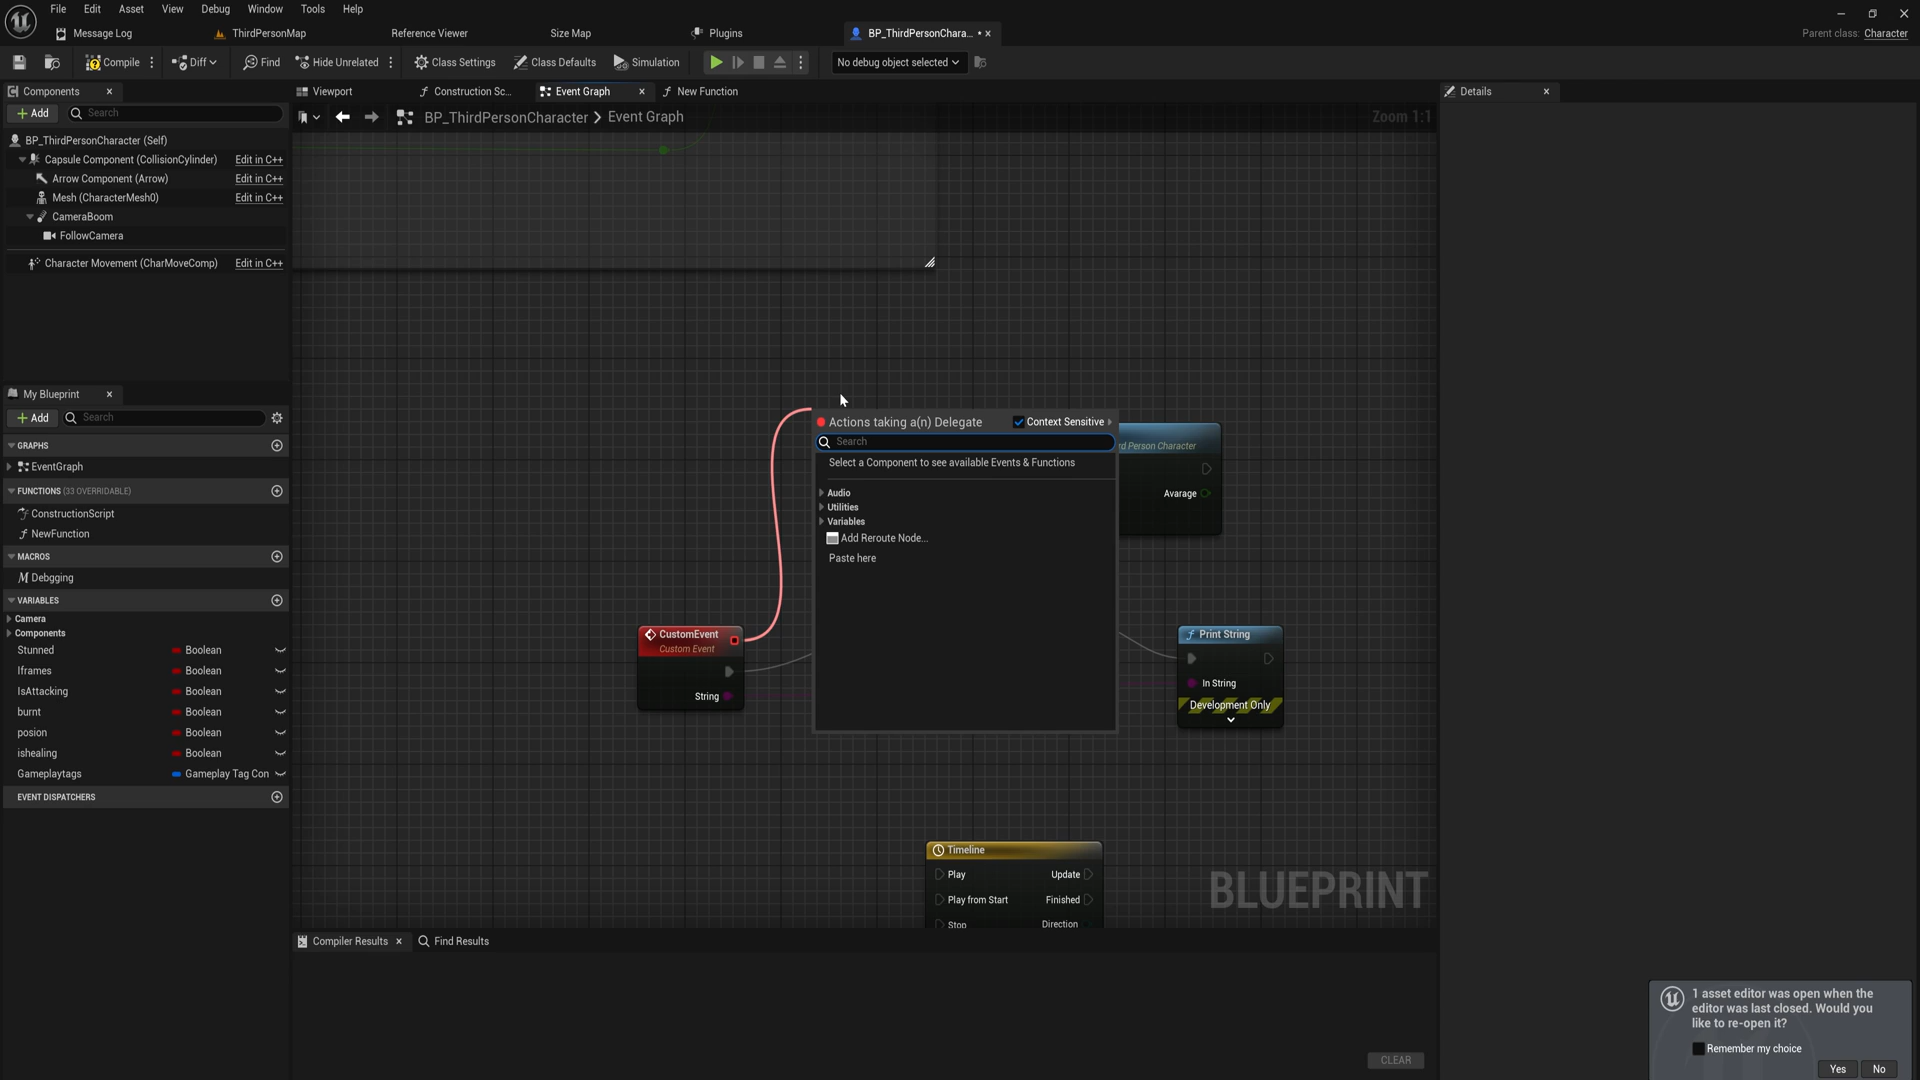 File Edit Asset View Debug Window Tools Help
Message Log ThirdPersonMap Reference Viewer Size Map Plugins BP_ThirdPersonChara... • ×
Parent class: Character
Compile Diff Find Hide Unrelated Class Settings Class Defaults Simulation No debug object selected
Components ×
Viewport Construction Sc... Event Graph × New Function
Details ×
+ Add Search
BP_ThirdPersonCharacter > Event Graph
Zoom 1:1
BP_ThirdPersonCharacter (Self)
Capsule Component (CollisionCylinder) Edit in C++
Arrow Component (Arrow) Edit in C++
Mesh (CharacterMesh0) Edit in C++
CameraBoom
FollowCamera
Character Movement (CharMoveComp) Edit in C++
My Blueprint ×
+ Add Search
GRAPHS
EventGraph
FUNCTIONS (33 OVERRIDABLE)
ConstructionScript
NewFunction
MACROS
Debgging
VARIABLES
Camera
Components
Stunned Boolean
Iframes Boolean
IsAttacking Boolean
burnt Boolean
posion Boolean
ishealing Boolean
Gameplaytags Gameplay Tag Con
EVENT DISPATCHERS
Actions taking a(n) Delegate Context Sensitive
Search
Select a Component to see available Events & Functions
Audio
Utilities
Variables
Add Reroute Node...
Paste here
rd Person Character
Avarage
CustomEvent
Custom Event
String
Print String
In String
Development Only
Timeline
Play Update
Play from Start Finished
Stop Direction
BLUEPRINT
Compiler Results × Find Results
CLEAR
1 asset editor was open when the
editor was last closed. Would you
like to re-open it?
Remember my choice
Yes No